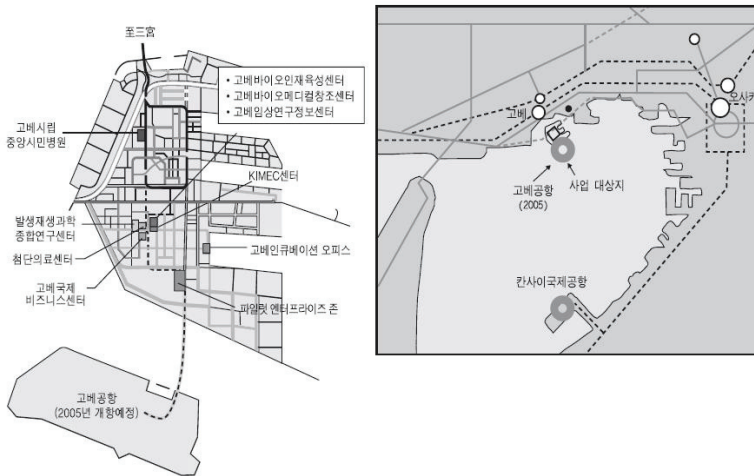 至三宮
• 고베바이오인재육성센터
• 고베바이오메디컬창조센터
• 고베임상연구정보센터
고베시립
중앙시민병원
KIMEC센터
발생재생과학
종합연구센터
첨단의료센터
고베국제
비즈니스센터
고베인큐베이션 오피스
파일럿 엔터프라이즈 존
고베공항
(2005년 개항예정)
고베
오사카
고베공항
(2005)
사업 대상지
칸사이국제공항